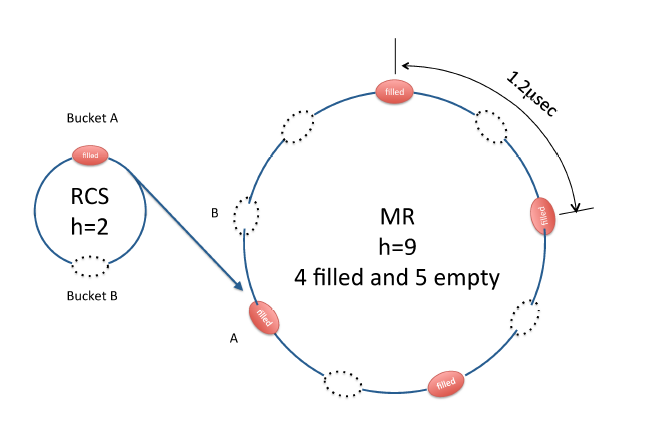 Bucket A
filled
RCS
h=2
Bucket B
filled
1.2μsec
filled
B
MR
h=9
4 filled and 5 empty
filled
A
filled